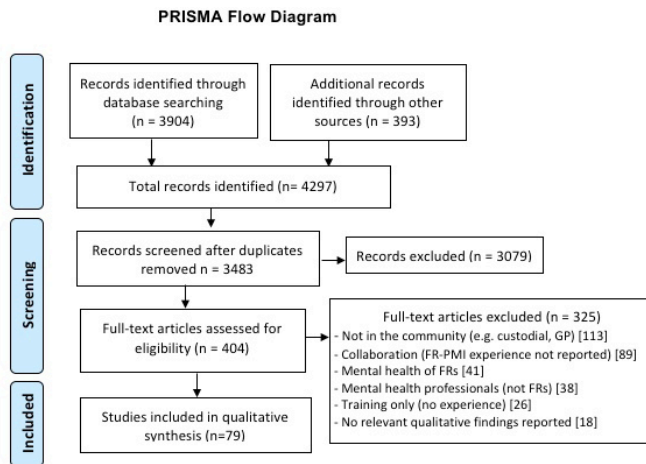 PRISMA Flow Diagram
Identification
Records identified through
database searching
(n = 3904)
Additional records
identified through other
sources (n = 393)
Total records identified (n= 4297)
Screening
Records screened after duplicates
removed n = 3483
Records excluded (n = 3079)
Full-text articles assessed for
eligibility (n = 404)
Full-text articles excluded (n = 325)
- Not in the community (e.g. custodial, GP) [113]
- Collaboration (FR-PMI experience not reported) [89]
- Mental health of FRs [41]
- Mental health professionals (not FRs) [38]
- Training only (no experience) [26]
- No relevant qualitative findings reported [18]
Included
Studies included in qualitative
synthesis (n=79)